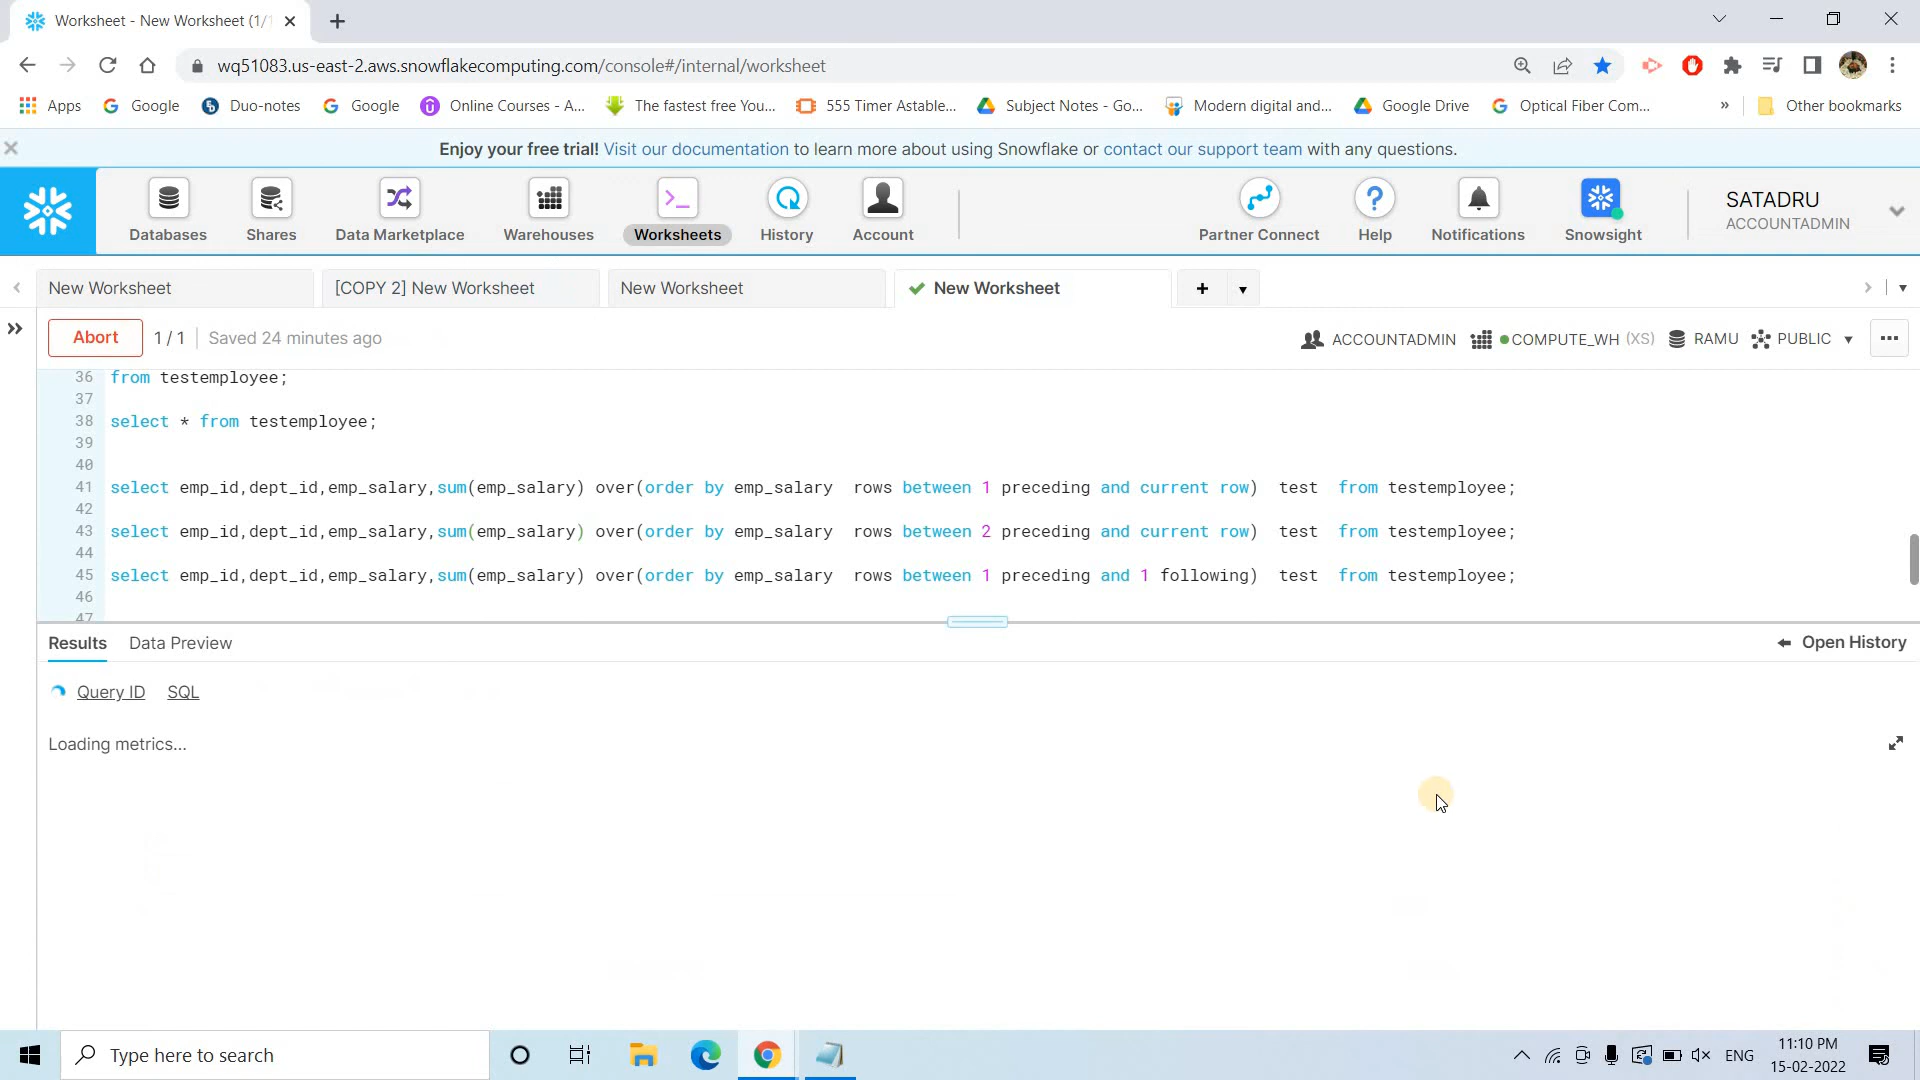 Worksheet - New Worksheet (1/1
wq51083.us-east-2.aws.snowflakecomputing.com/console#/internal/worksheet
Apps Google Duo-notes Google Online Courses - A... The fastest free You... 555 Timer Astable... Subject Notes - Go... Modern digital and... Google Drive Optical Fiber Com... » Other bookmarks
Enjoy your free trial! Visit our documentation to learn more about using Snowflake or contact our support team with any questions.
Databases Shares Data Marketplace Warehouses Worksheets History Account Partner Connect Help Notifications Snowsight
SATADRU
ACCOUNTADMIN
New Worksheet [COPY 2] New Worksheet New Worksheet New Worksheet
Abort 1 / 1 Saved 24 minutes ago ACCOUNTADMIN COMPUTE_WH (XS) RAMU PUBLIC
36 from testemployee;
37
38 select * from testemployee;
39
40
41 select emp_id,dept_id,emp_salary,sum(emp_salary) over(order by emp_salary  rows between 1 preceding and current row)  test  from testemployee;
42
43 select emp_id,dept_id,emp_salary,sum(emp_salary) over(order by emp_salary  rows between 2 preceding and current row)  test  from testemployee;
44
45 select emp_id,dept_id,emp_salary,sum(emp_salary) over(order by emp_salary  rows between 1 preceding and 1 following)  test  from testemployee;
46
47
Results Data Preview Open History
Query ID SQL
Loading metrics...
Type here to search
ENG
11:10 PM
15-02-2022